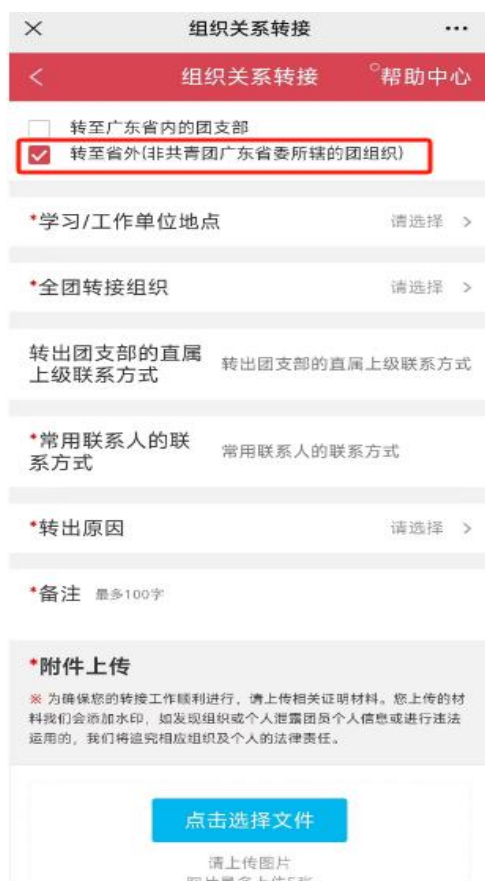 组织关系转接
组织关系转接 帮助中心
转至广东省内的团支部
转至省外(非共青团广东省委所辖的团组织)
*学习/工作单位地点 请选择 >
*全团转接组织 请选择 >
转出团支部的直属
上级联系方式
转出团支部的直属上级联系方式
*常用联系人的联
系方式
常用联系人的联系方式
*转出原因 请选择 >
*备注 最多100字
*附件上传
※ 为确保您的转接工作顺利进行，请上传相关证明材料。您上传的材
料我们会添加水印，如发现组织或个人泄露团员个人信息或进行违法
运用的，我们将追究相应组织及个人的法律责任。
点击选择文件
请上传图片